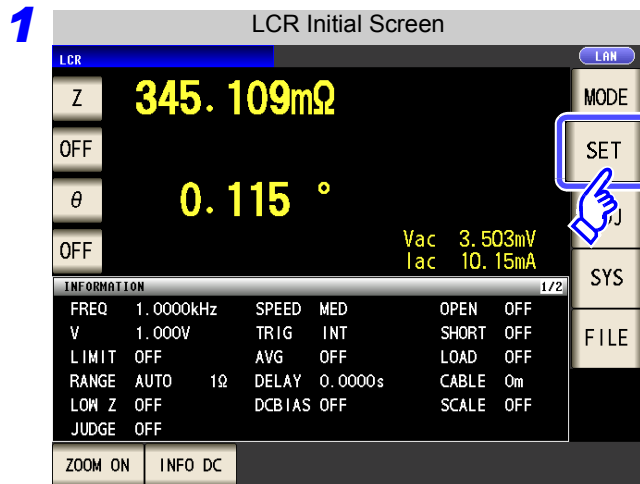 1
LCR Initial Screen
LCR
LAN
Z
345.109mΩ
MODE
OFF
SET
θ
0.115 °
J
OFF
Vac 3.503mV
Iac 10.15mA
SYS
INFORMATION 1/2
FREQ 1.0000kHz SPEED MED OPEN OFF
V 1.000V TRIG INT SHORT OFF
LIMIT OFF AVG OFF LOAD OFF
FILE
RANGE AUTO 1Ω DELAY 0.0000s CABLE 0m
LOW Z OFF DCBIAS OFF SCALE OFF
JUDGE OFF
ZOOM ON INFO DC